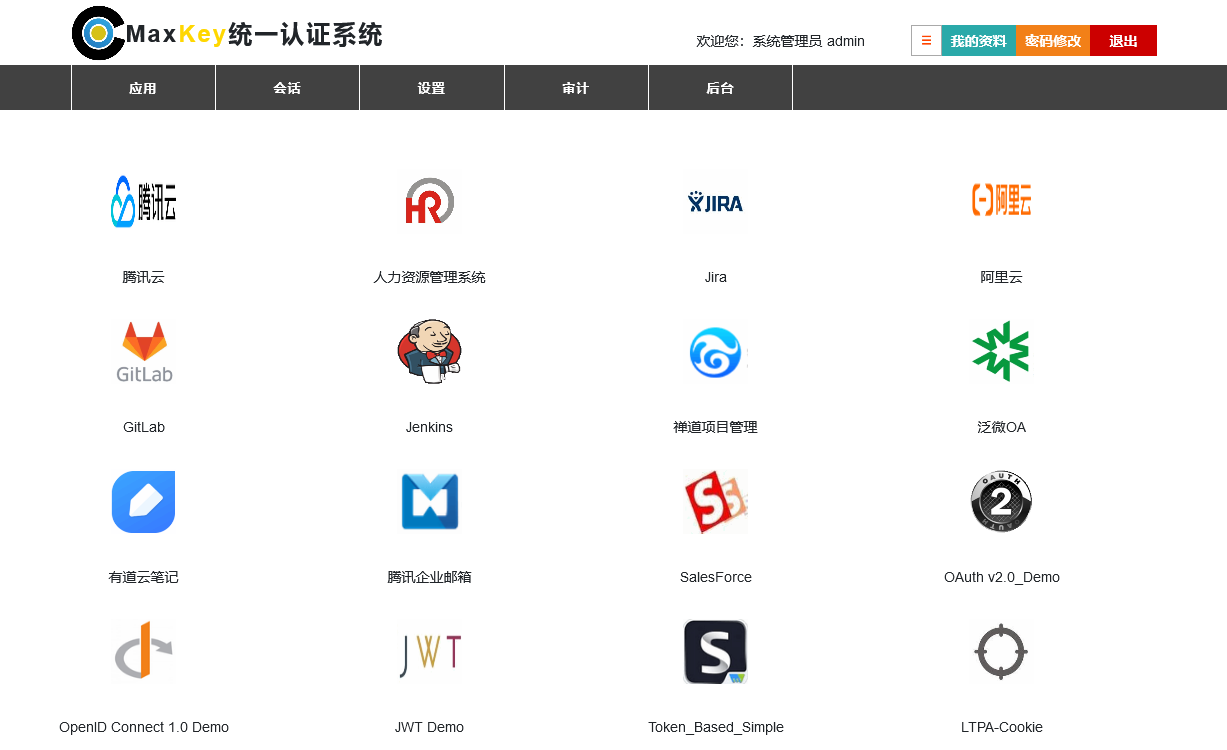 MaxKey统一认证系统
欢迎您：系统管理员 admin
我的资料 密码修改 退出
应用 会话 设置 审计 后台
腾讯云
HR
JIRA
阿里云
腾讯云 人力资源管理系统 Jira 阿里云
GitLab
GitLab Jenkins 禅道项目管理 泛微OA
S S
OAUTH
2
OAUTH
有道云笔记 腾讯企业邮箱 SalesForce OAuth v2.0_Demo
JWT
S
OpenID Connect 1.0 Demo JWT Demo Token_Based_Simple LTPA-Cookie